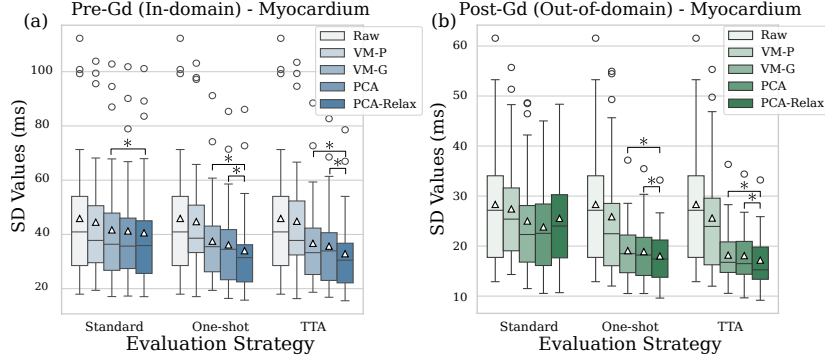 Pre-Gd (In-domain) - Myocardium
(a)
Raw
VM-P
VM-G
PCA
PCA-Relax
SD Values (ms)
100
80
60
40
20
*
*
*
*
*
Standard
One-shot
TTA
Evaluation Strategy
Post-Gd (Out-of-domain) - Myocardium
(b)
Raw
VM-P
VM-G
PCA
PCA-Relax
SD Values (ms)
60
50
40
30
20
10
*
*
*
*
Standard
One-shot
TTA
Evaluation Strategy